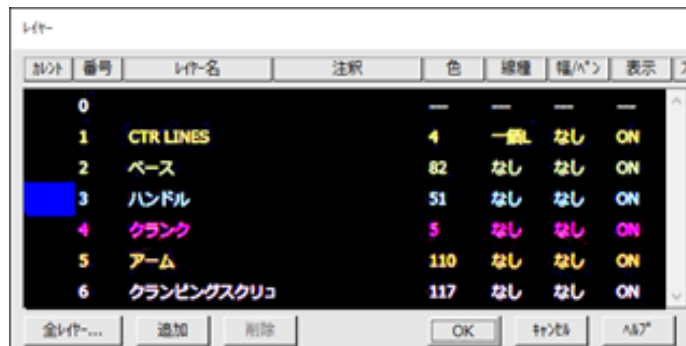 ﾚｲﾔｰ
ｶﾚﾝﾄ 番号 ﾚｲﾔｰ名 注釈 色 線種 幅/ﾍﾟﾝ 表示
0 --- --- --- ---
1 CTR LINES 4 一鎖L なし ON
2 ベース 82 なし なし ON
3 ハンドル 51 なし なし ON
4 クランク 5 なし なし ON
5 アーム 110 なし なし ON
6 クランピングスクリュ 117 なし なし ON
全ﾚｲﾔｰ... 追加 削除 OK ｷｬﾝｾﾙ ﾍﾙﾌﾟ